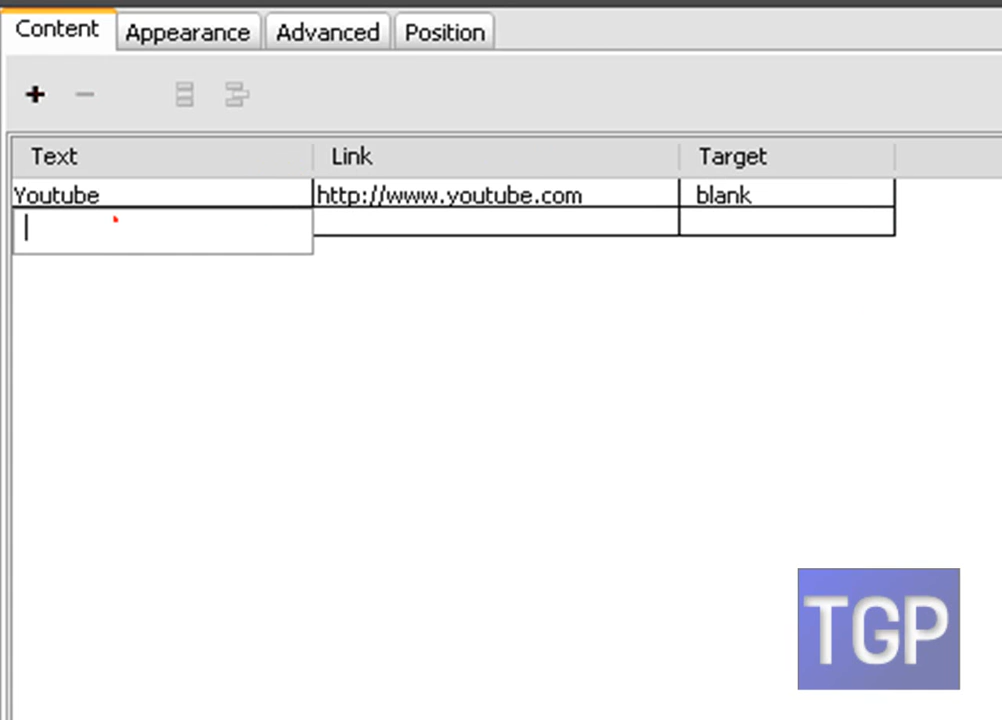 Content Appearance Advanced Position
Text Link Target
Youtube http://www.youtube.com blank
TGP